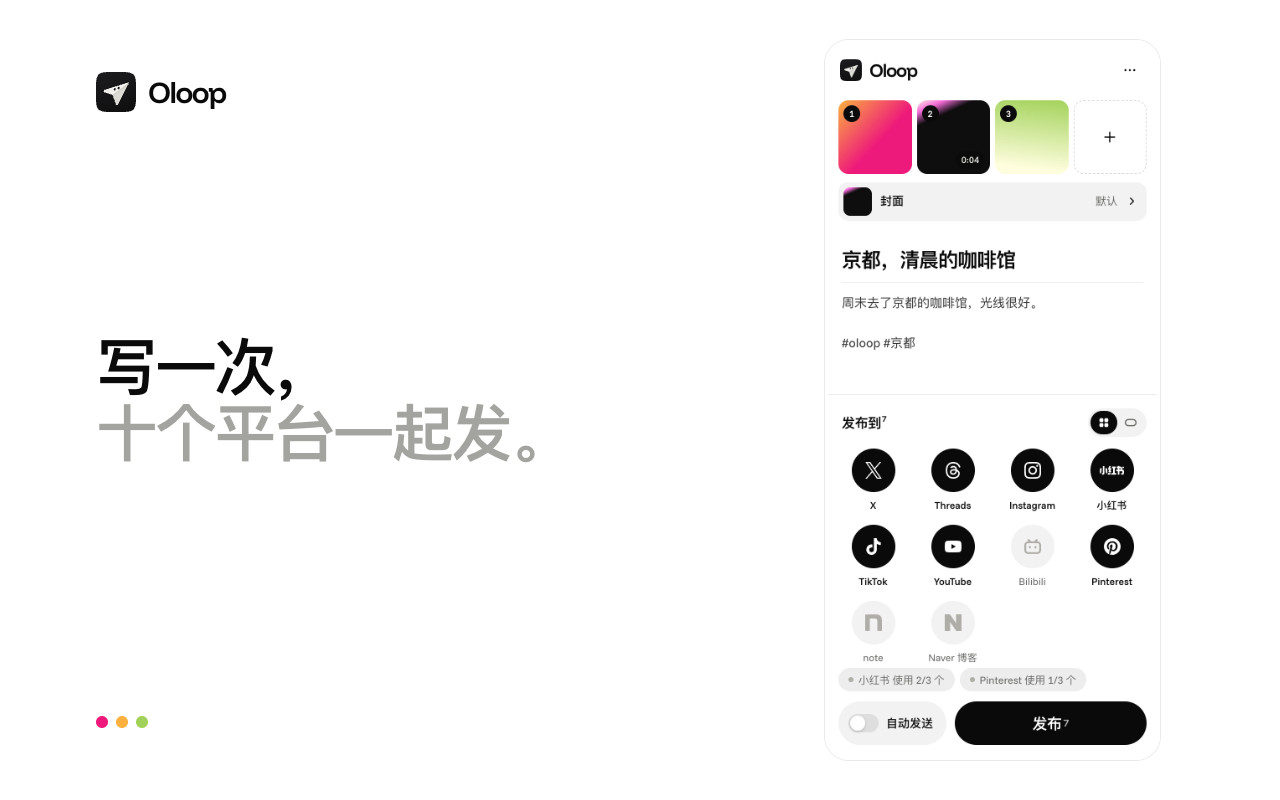 Oloop
写一次,
十个平台一起发。
Oloop
1
2
3
0:04
封面
默认
京都，清晨的咖啡馆
周末去了京都的咖啡馆，光线很好。
#oloop #京都
发布到7
小红书
X
Threads
Instagram
小红书
TikTok
YouTube
Bilibili
Pinterest
n
N
note
Naver 博客
小红书 使用 2/3 个
Pinterest 使用 1/3 个
自动发送
发布7